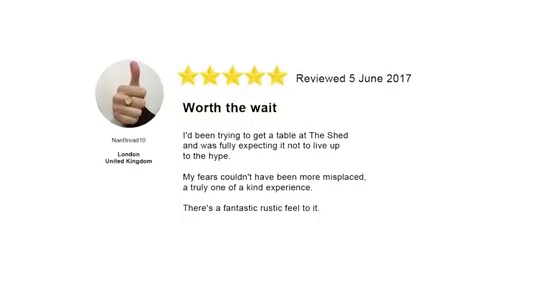 Reviewed 5 June 2017
Worth the wait
NanBread10
London
United Kingdom
I'd been trying to get a table at The Shed
and was fully expecting it not to live up
to the hype.
My fears couldn't have been more misplaced,
a truly one of a kind experience.
There's a fantastic rustic feel to it.